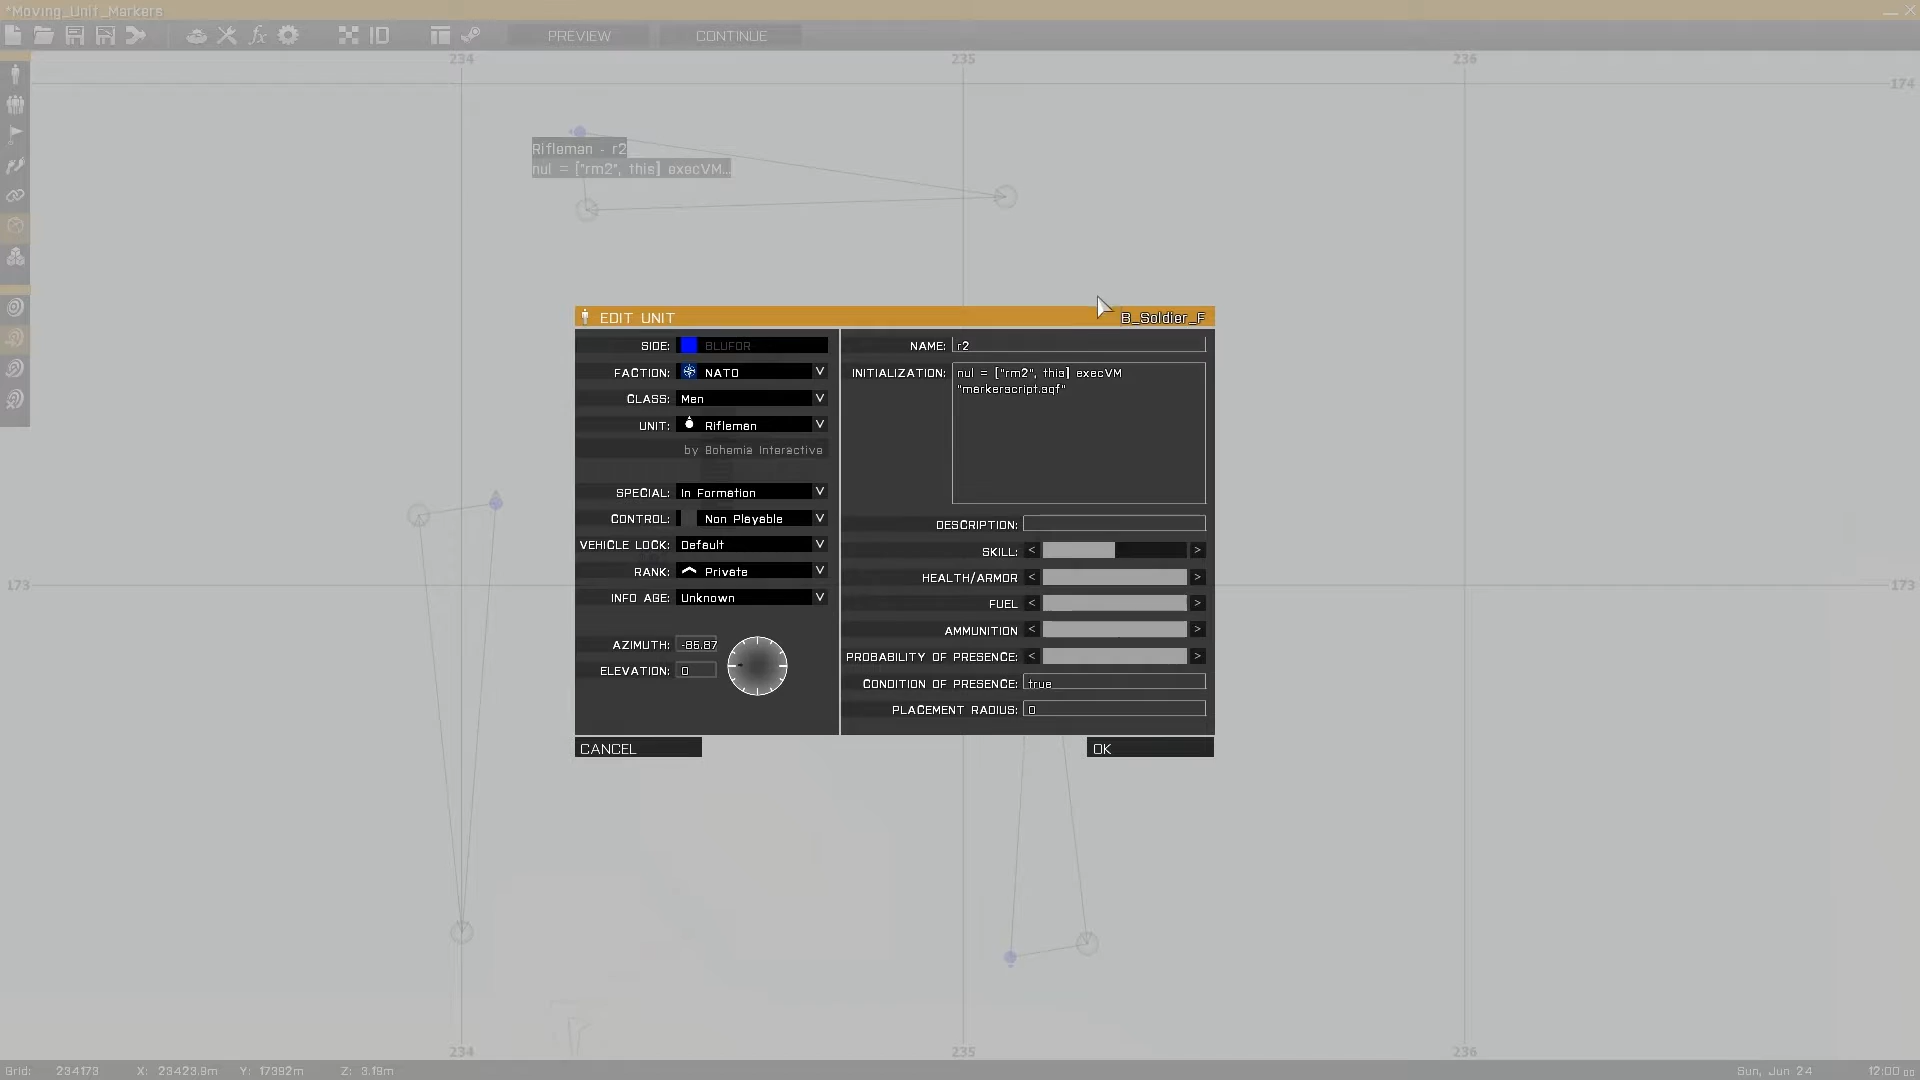 *Moving_Unit_Markers
PREVIEW
CONTINUE
234
235
236
174
Rifleman - r2
nul = ["rm2", this] execVM...
EDIT UNIT
B_Soldier_F
SIDE:
BLUFOR
FACTION:
NATO
CLASS:
Men
UNIT:
Rifleman
by Bohemia Interactive
SPECIAL:
In Formation
CONTROL:
Non Playable
VEHICLE LOCK:
Default
RANK:
Private
INFO AGE:
Unknown
AZIMUTH:
-86.87
ELEVATION:
0
NAME:
r2
INITIALIZATION:
nul = ["rm2", this] execVM
"markerscript.sqf"
DESCRIPTION:
SKILL:
HEALTH/ARMOR
FUEL
AMMUNITION
PROBABILITY OF PRESENCE:
CONDITION OF PRESENCE:
true
PLACEMENT RADIUS:
0
CANCEL
OK
173
173
234
235
236
Grid: 234173 X: 23423.9m Y: 17392m Z: 3.19m
Sun, Jun 24 12:00